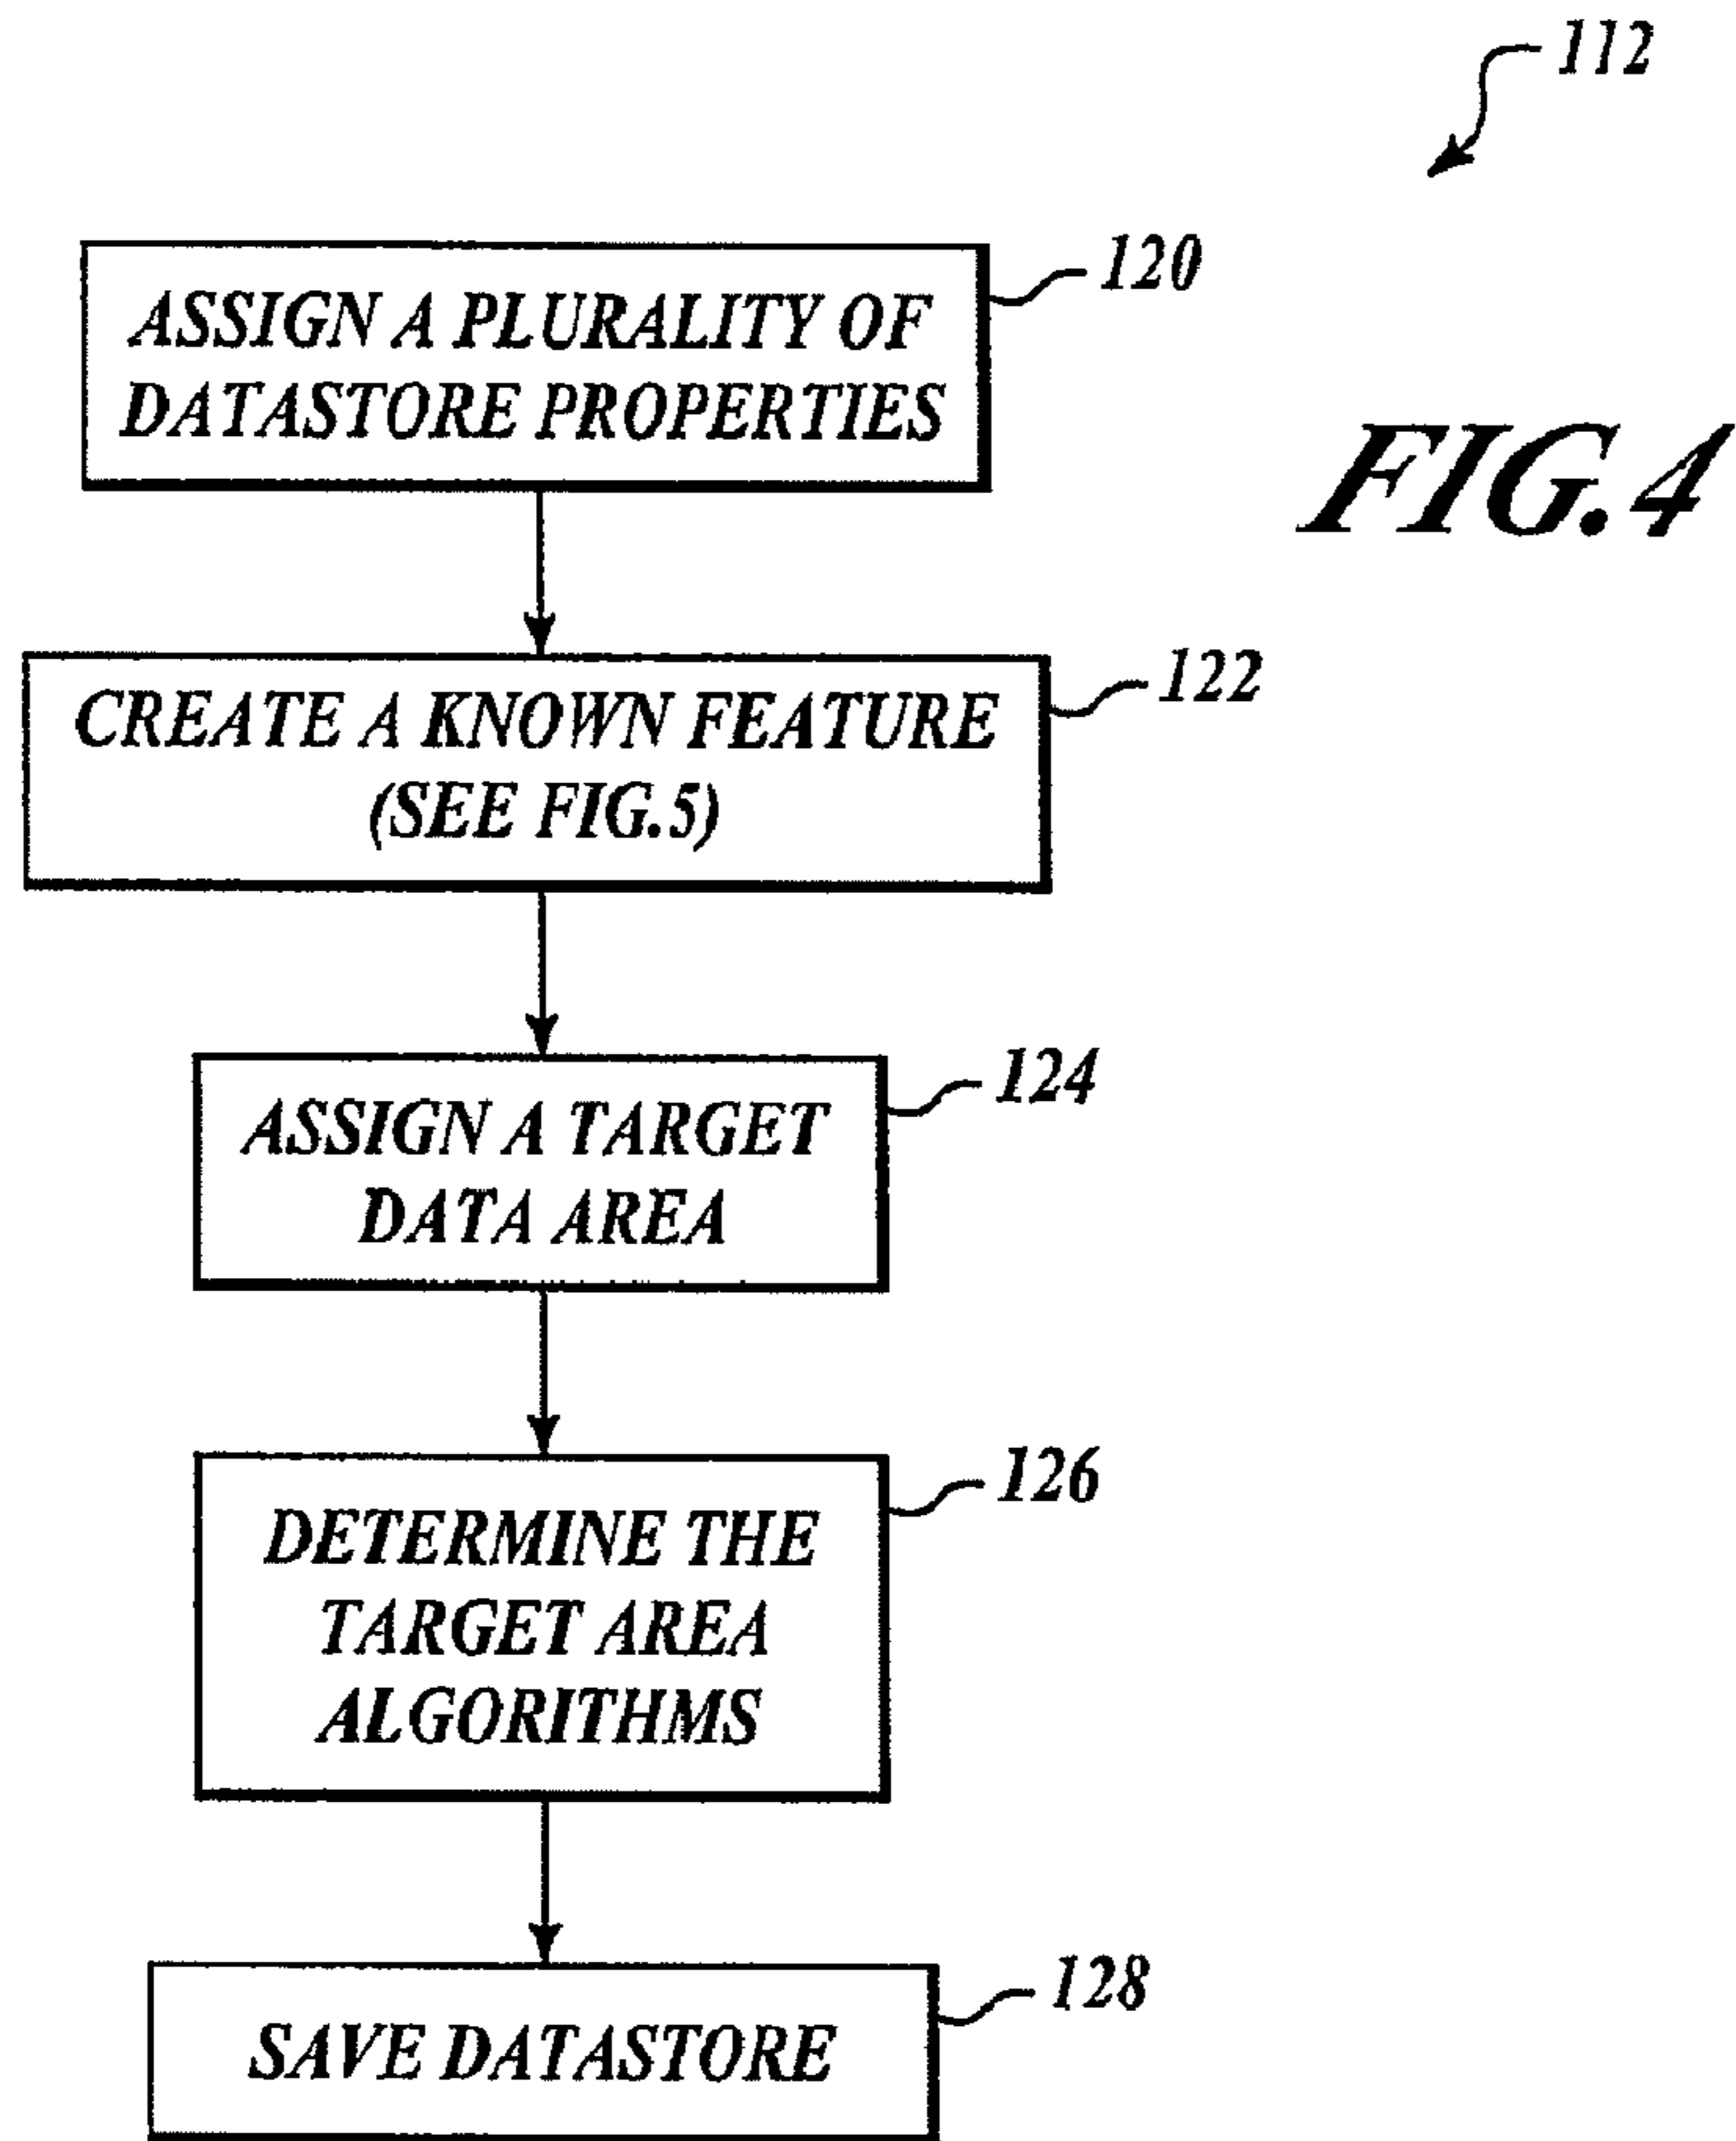 112
120
ASSIGN A PLURALITY OF
DATASTORE PROPERTIES
FIG.4
122
CREATE A KNOWN FEATURE
(SEE FIG.5)
124
ASSIGN A TARGET
DATA AREA
126
DETERMINE THE
TARGET AREA
ALGORITHMS
128
SAVE DATASTORE